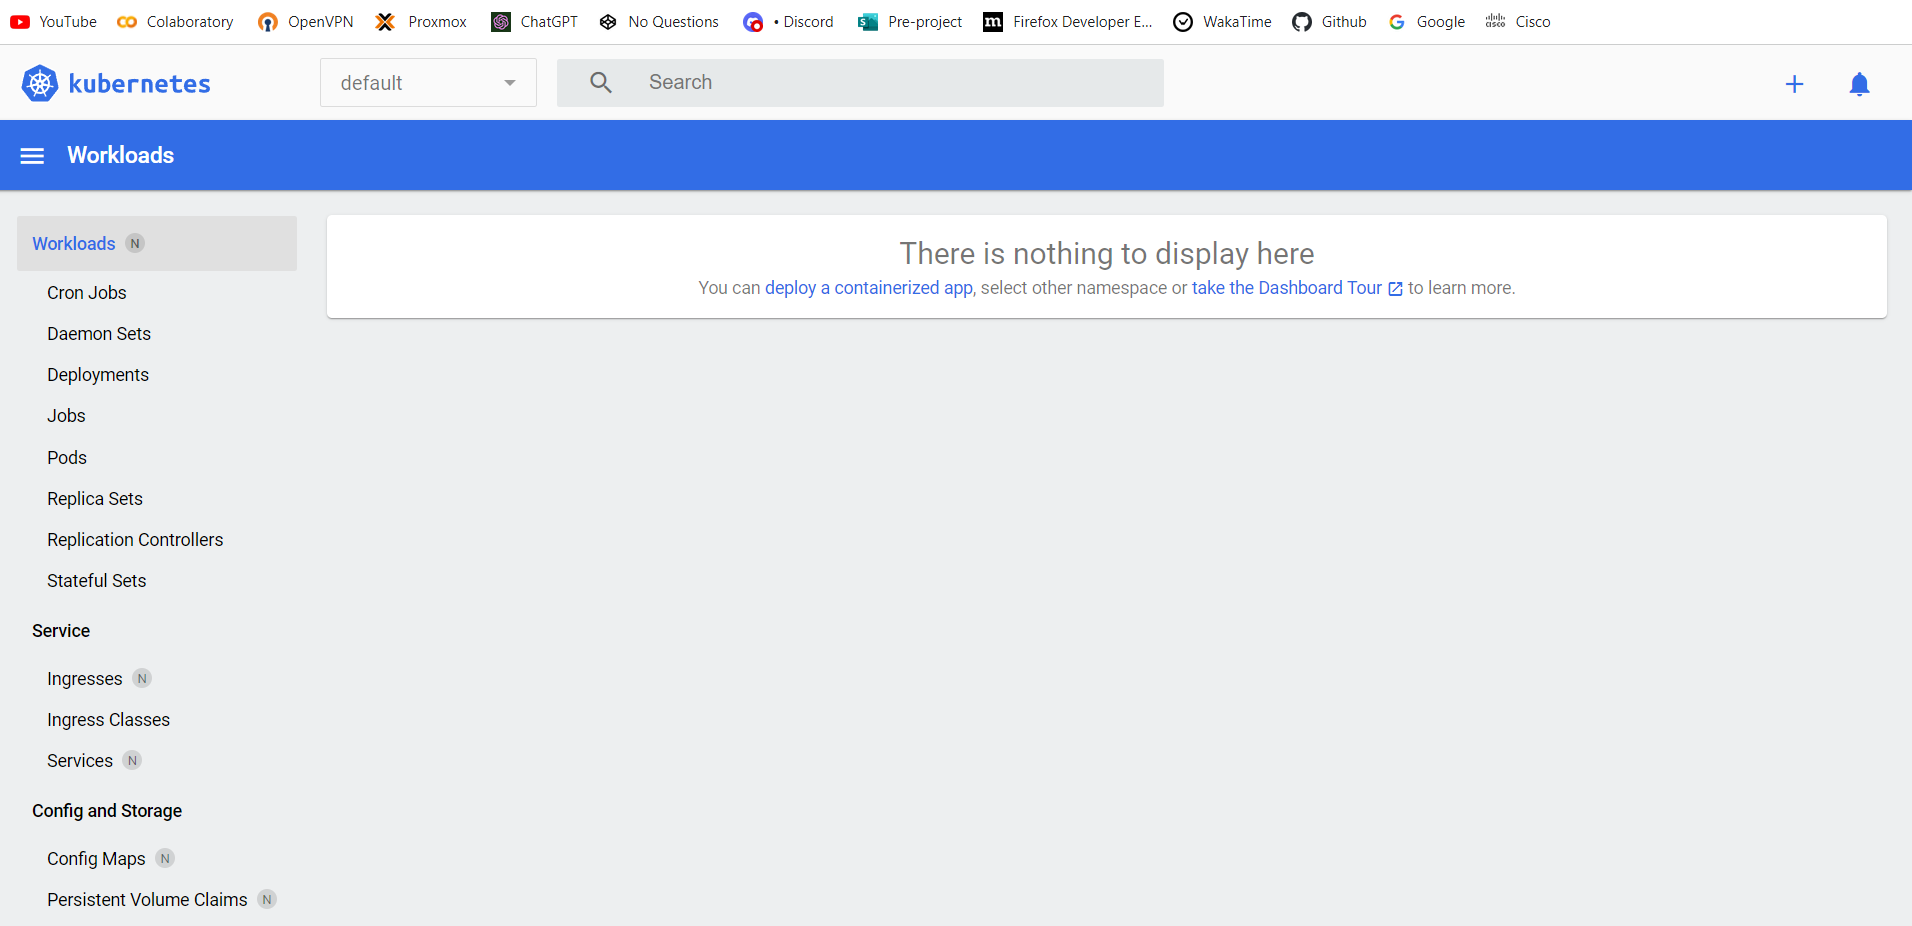 YouTube Colaboratory OpenVPN Proxmox ChatGPT No Questions • Discord Pre-project Firefox Developer E... WakaTime Github Google Cisco
kubernetes default Search
Workloads
Workloads N
Cron Jobs
Daemon Sets
Deployments
Jobs
Pods
Replica Sets
Replication Controllers
Stateful Sets
Service
Ingresses N
Ingress Classes
Services N
Config and Storage
Config Maps N
Persistent Volume Claims N
There is nothing to display here
You can deploy a containerized app, select other namespace or take the Dashboard Tour to learn more.